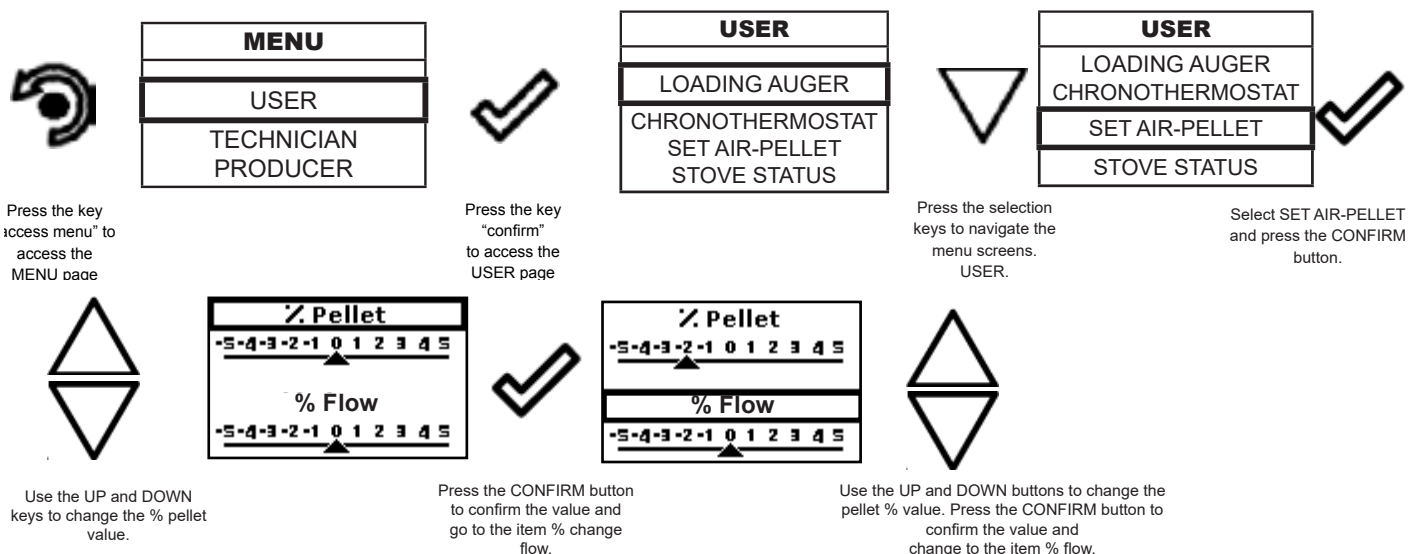 MENU
USER
TECHNICIAN
PRODUCER
USER
LOADING AUGER
CHRONOTHERMOSTAT
SET AIR-PELLET
STOVE STATUS
USER
LOADING AUGER
CHRONOTHERMOSTAT
SET AIR-PELLET
STOVE STATUS
Press the key
access menu” to
access the
MENU page
Press the key
“confirm”
to access the
USER page
Press the selection
keys to navigate the
menu screens.
USER.
Select SET AIR-PELLET
and press the CONFIRM
button.
% Pellet
-5-4-3-2-1 0 1 2 3 4 5
% Flow
-5-4-3-2-1 0 1 2 3 4 5
% Pellet
-5-4-3-2-1 0 1 2 3 4 5
% Flow
-5-4-3-2-1 0 1 2 3 4 5
Use the UP and DOWN
keys to change the % pellet
value.
Press the CONFIRM button
to confirm the value and
go to the item % change
flow.
Use the UP and DOWN buttons to change the
pellet % value. Press the CONFIRM button to
confirm the value and
change to the item % flow.